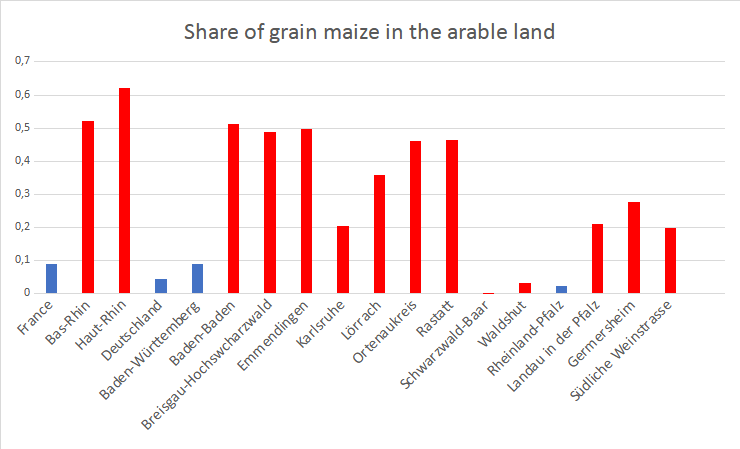 Share of grain maize in the arable land
0,7
0,6
0,5
0,4
0,3
0,2
0,1
0
France
Bas-Rhin
Haut-Rhin
Deutschland
Baden-Württemberg
Baden-Baden
Breisgau-Hochswcharzwald
Emmendingen
Karlsruhe
Lörrach
Ortenaukreis
Rastatt
Schwarzwald-Baar
Waldshut
Rheinland-Pfalz
Landau in der Pfalz
Germersheim
Südliche Weinstrasse